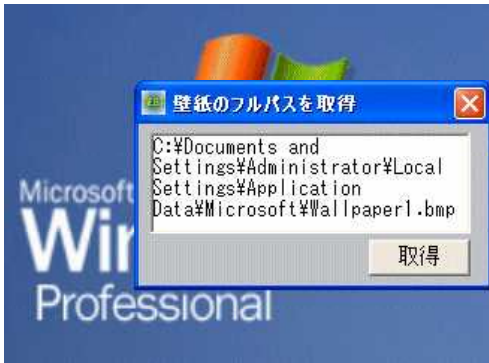 壁紙のフルパスを取得
C:¥Documents and
Settings¥Administrator¥Local
Settings¥Application
Data¥Microsoft¥Wallpaper1.bmp
取得
Microsoft
Professional